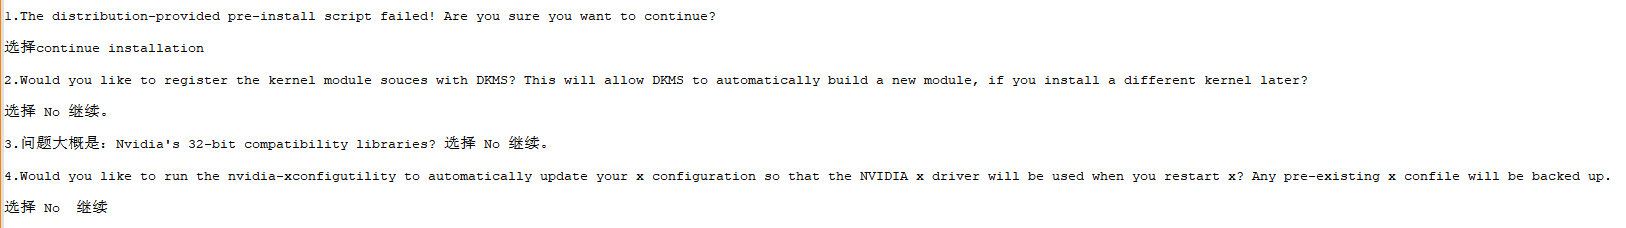 1.The distribution-provided pre-install script failed! Are you sure you want to continue?
选择continue installation
2.Would you like to register the kernel module souces with DKMS? This will allow DKMS to automatically build a new module, if you install a different kernel later?
选择 No 继续。
3.问题大概是：Nvidia's 32-bit compatibility libraries? 选择 No 继续。
4.Would you like to run the nvidia-xconfigutility to automatically update your x configuration so that the NVIDIA x driver will be used when you restart x? Any pre-existing x confile will be backed up.
选择 No  继续